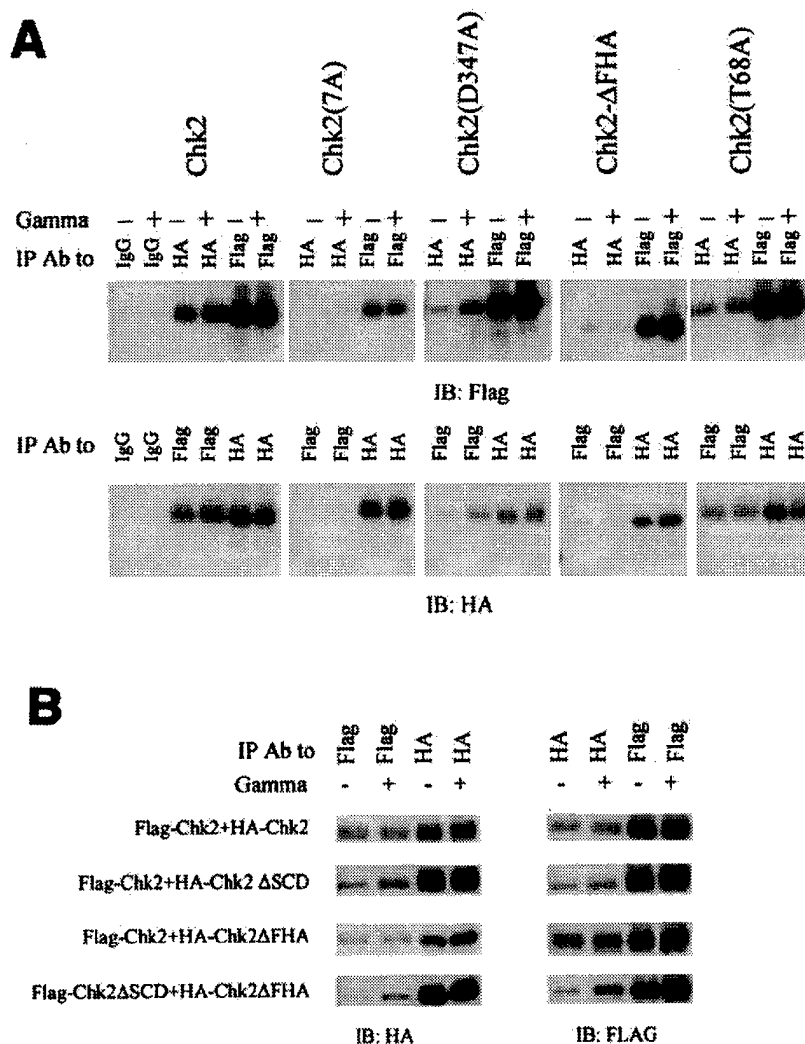 A
Chk2 Chk2(7A) Chk2(D347A) Chk2-ΔFHA Chk2(T68A)
Gamma − + − + − + − + − + − + − + − + − + − + − +
IP Ab to IgG IgG HA HA Flag Flag HA HA Flag Flag HA HA Flag Flag HA HA Flag Flag HA HA Flag Flag
IB: Flag
IP Ab to IgG IgG Flag Flag HA HA Flag Flag HA HA Flag Flag HA HA Flag Flag HA HA Flag Flag HA HA
IB: HA
B
IP Ab to Flag Flag HA HA HA HA Flag Flag
Gamma - + - + - + - +
Flag-Chk2+HA-Chk2
Flag-Chk2+HA-Chk2 ΔSCD
Flag-Chk2+HA-Chk2ΔFHA
Flag-Chk2ΔSCD+HA-Chk2ΔFHA
IB: HA IB: FLAG